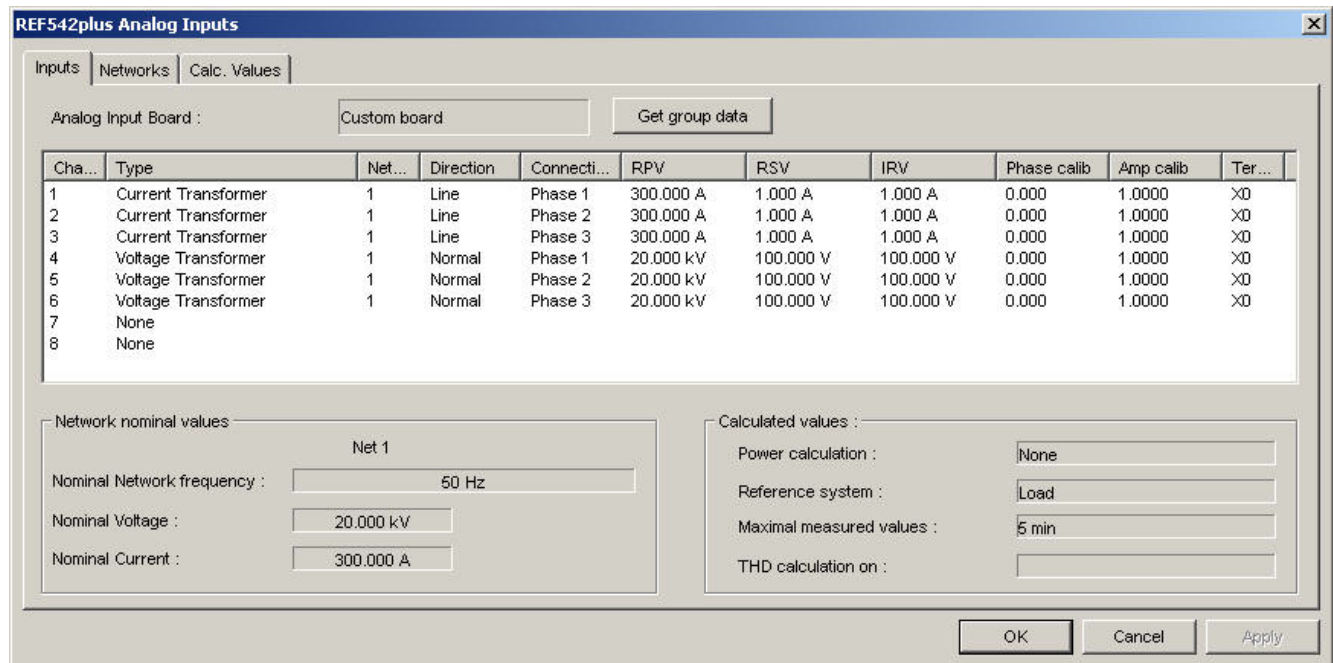 REF542plus Analog Inputs
Inputs Networks Calc. Values
Analog Input Board : Custom board Get group data
Cha... Type Net... Direction Connecti... RPV RSV IRV Phase calib Amp calib Ter...
1 Current Transformer 1 Line Phase 1 300.000 A 1.000 A 1.000 A 0.000 1.0000 X0
2 Current Transformer 1 Line Phase 2 300.000 A 1.000 A 1.000 A 0.000 1.0000 X0
3 Current Transformer 1 Line Phase 3 300.000 A 1.000 A 1.000 A 0.000 1.0000 X0
4 Voltage Transformer 1 Normal Phase 1 20.000 kV 100.000 V 100.000 V 0.000 1.0000 X0
5 Voltage Transformer 1 Normal Phase 2 20.000 kV 100.000 V 100.000 V 0.000 1.0000 X0
6 Voltage Transformer 1 Normal Phase 3 20.000 kV 100.000 V 100.000 V 0.000 1.0000 X0
7 None
8 None
Network nominal values
Net 1
Nominal Network frequency : 50 Hz
Nominal Voltage : 20.000 kV
Nominal Current : 300.000 A
Calculated values :
Power calculation : None
Reference system : Load
Maximal measured values : 5 min
THD calculation on :
OK Cancel Apply